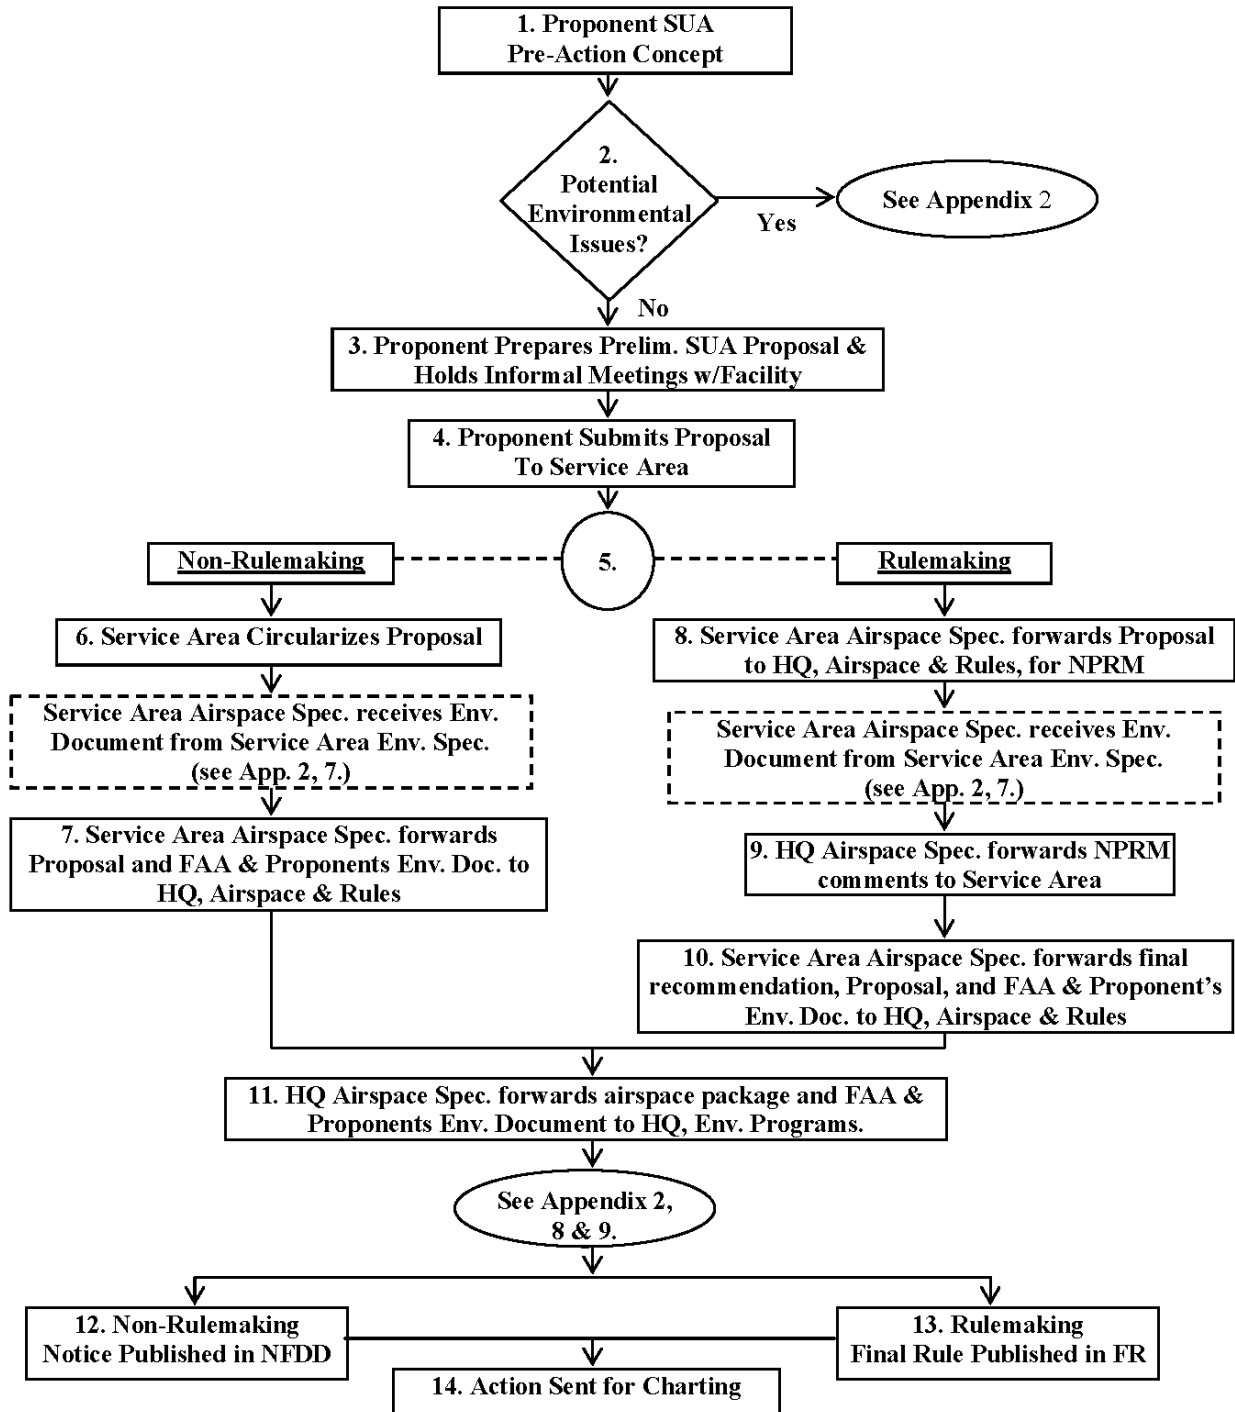 1. Proponent SUA
Pre-Action Concept
2.
Potential
Environmental
Issues?
Yes
See Appendix 2
No
3. Proponent Prepares Prelim. SUA Proposal &
Holds Informal Meetings w/Facility
4. Proponent Submits Proposal
To Service Area
5.
Non-Rulemaking
6. Service Area Circularizes Proposal
Service Area Airspace Spec. receives Env.
Document from Service Area Env. Spec.
(see App. 2, 7.)
7. Service Area Airspace Spec. forwards
Proposal and FAA & Proponents Env. Doc. to
HQ, Airspace & Rules
Rulemaking
8. Service Area Airspace Spec. forwards Proposal
to HQ, Airspace & Rules, for NPRM
Service Area Airspace Spec. receives Env.
Document from Service Area Env. Spec.
(see App. 2, 7.)
9. HQ Airspace Spec. forwards NPRM
comments to Service Area
10. Service Area Airspace Spec. forwards final
recommendation, Proposal, and FAA & Proponent’s
Env. Doc. to HQ, Airspace & Rules
11. HQ Airspace Spec. forwards airspace package and FAA &
Proponents Env. Document to HQ, Env. Programs.
See Appendix 2,
8 & 9.
12. Non-Rulemaking
Notice Published in NFDD
13. Rulemaking
Final Rule Published in FR
14. Action Sent for Charting